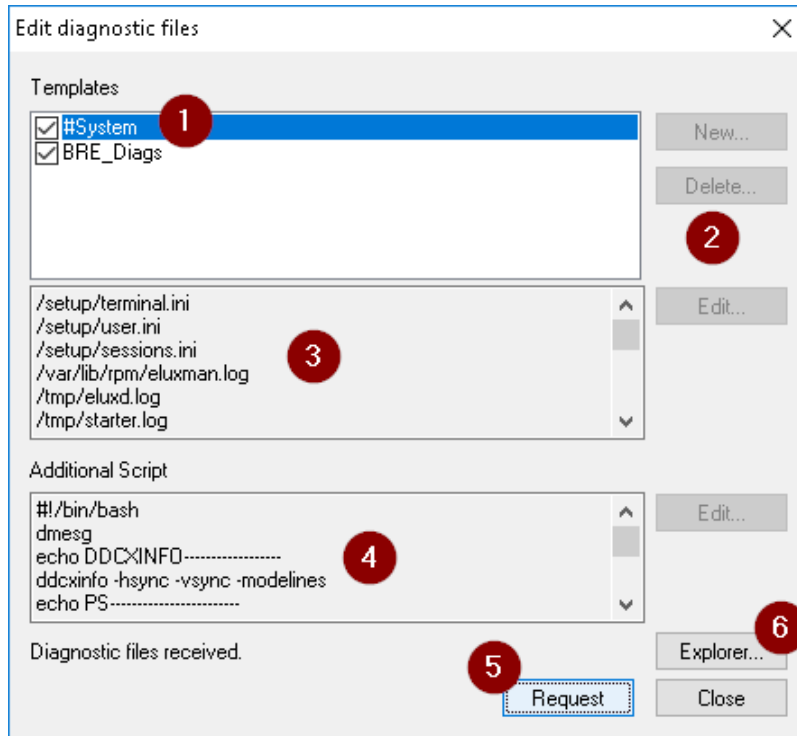 Edit diagnostic files
Templates
#System
1
BRE_Diags
New...
Delete...
2
/setup/terminal.ini
/setup/user.ini
/setup/sessions.ini
/var/lib/rpm/eluxman.log
/tmp/eluxd.log
/tmp/starter.log
3
Edit...
Additional Script
#!/bin/bash
dmesg
echo DDCXINFO------------------
ddcxinfo -hsync -vsync -modelines
echo PS------------------------
4
Edit...
Diagnostic files received.
6
Explorer...
5
Request
Close